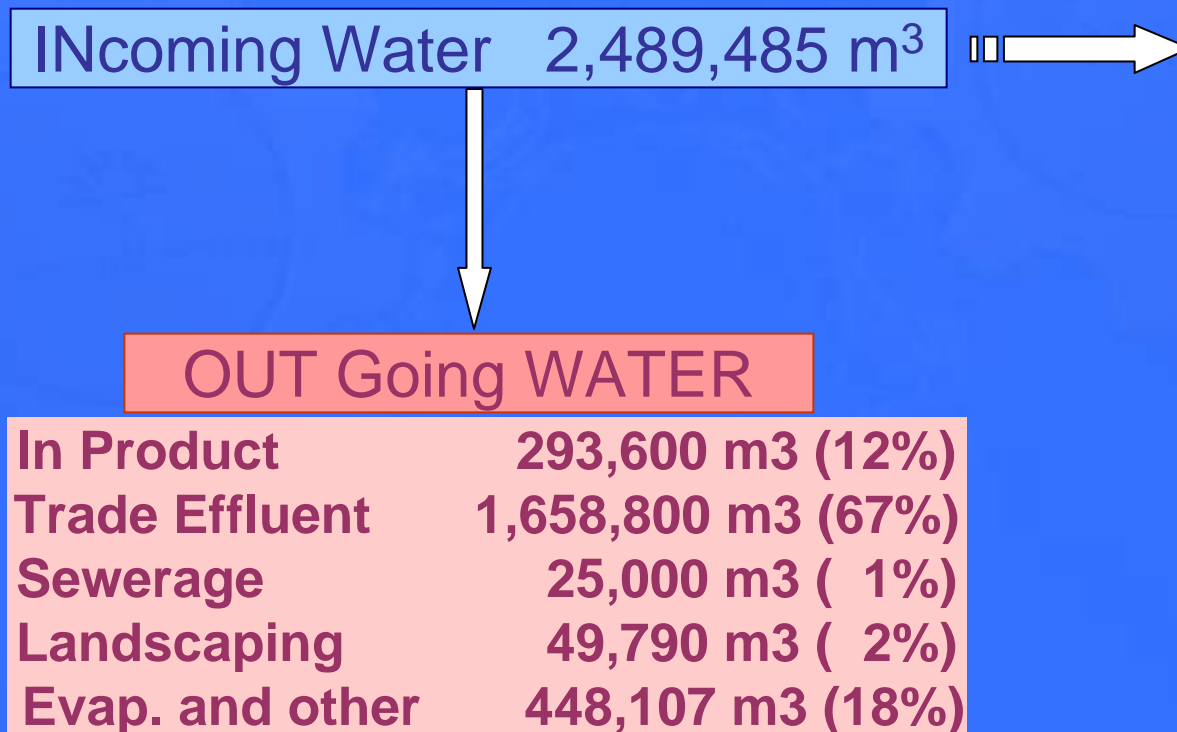 INcoming Water 2,489,485 m³
OUT Going WATER
In Product 293,600 m3 (12%)
Trade Effluent 1,658,800 m3 (67%)
Sewerage 25,000 m3 ( 1%)
Landscaping 49,790 m3 ( 2%)
Evap. and other 448,107 m3 (18%)